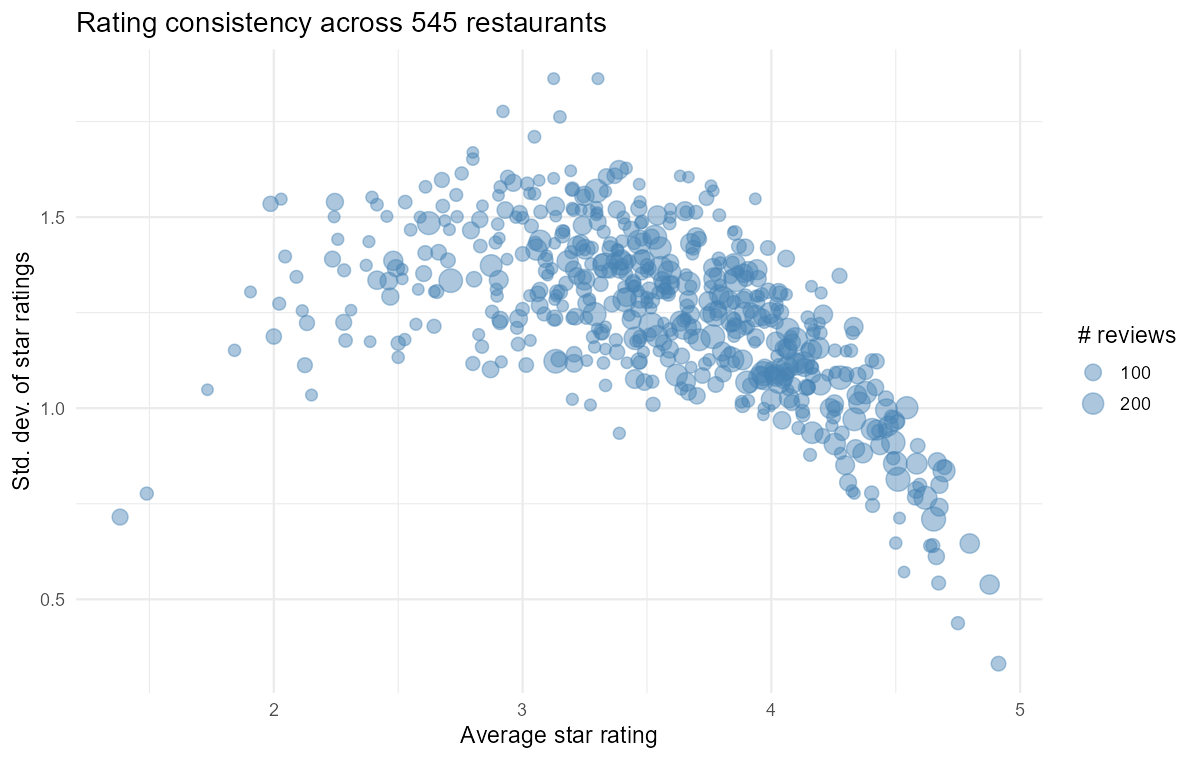 Rating consistency across 545 restaurants
Std. dev. of star ratings
1.5
1.0
0.5
2
3
4
5
Average star rating
# reviews
100
200